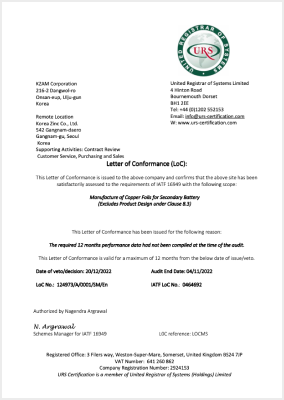 UNITED REGISTRAR OF SYSTEMS
URS
KZAM Corporation
216-2 Dangwol-ro
Onsan-eup, Ulju-gun
Korea
Remote Location
Korea Zinc Co., Ltd.
542 Gangnam-daero
Gangnam-gu, Seoul
Korea
Supporting Activities: Contract Review
Customer Service, Purchasing and Sales
United Registrar of Systems Limited
4 Hinton Road
Bournemouth Dorset
BH1 2EE
Tel: +44 (0)1202 552153
Email: info@urs-certification.com
W: www.urs-certification.com
Letter of Conformance (LoC):
This Letter of Conformance is issued to the above company and confirms that the above site has
been satisfactorily assessed to the requirements of IATF 16949 with the following scope:
Manufacture of Copper Foils for Secondary Battery
(Excludes Product Design under Clause 8.3)
This Letter of Conformance has been issued for the following reason:
The required 12 months performance data had not been compiled at the time of the audit.
This Letter of Conformance is valid for a maximum of 12 months from the below date of issue/veto.
Date of veto/decision: 20/12/2022 Audit End Date: 04/11/2022
LoC No.: 124973/A/0001/SM/En IATF LoC No.: 0464692
Authorized by Nagendra Argrawal
N. Argrawal
Schemes Manager for IATF 16949 LOC reference: LOCMS
Registered Office: 3 Filers way, Weston-Super-Mare, Somerset, United Kingdom BS24 7JP
VAT Number: 641 260 862
Company Registration Number: 2924153
URS Certification is a member of United Registrar of Systems (Holdings) Limited